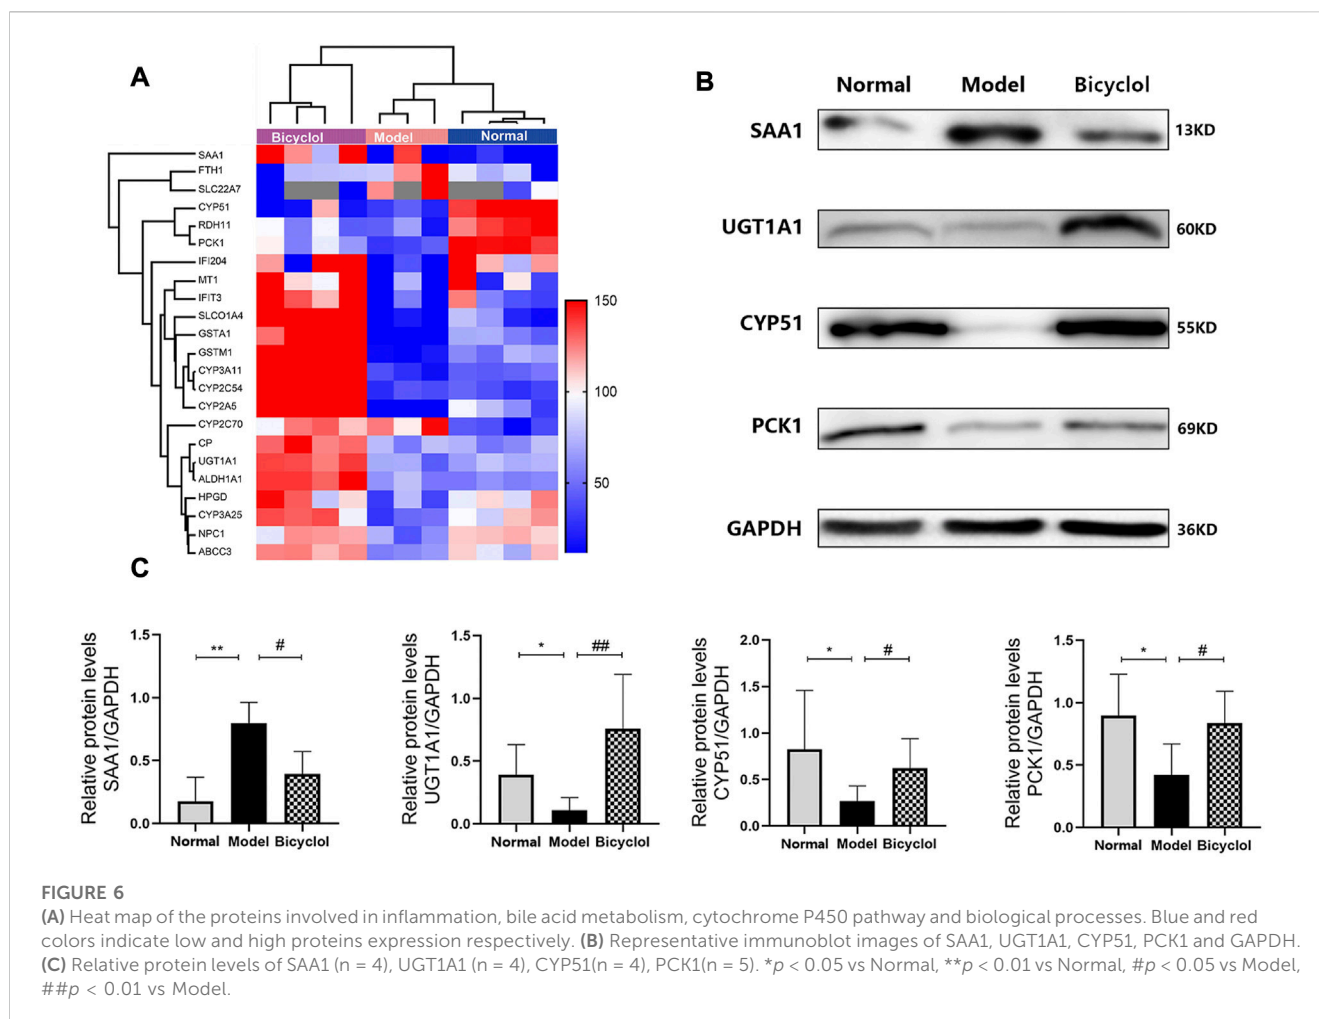 A
Bicyclol Model Normal
SAA1
FTH1
SLC22A7
CYP51
RDH11
PCK1
IFI204
MT1
IFIT3
SLCO1A4
GSTA1
GSTM1
CYP3A11
CYP2C54
CYP2A5
CYP2C70
CP
UGT1A1
ALDH1A1
HPGD
CYP3A25
NPC1
ABCC3
150
100
50
B
Normal Model Bicyclol
SAA1 13KD
UGT1A1 60KD
CYP51 55KD
PCK1 69KD
GAPDH 36KD
C
Relative protein levels
SAA1/GAPDH
1.5
1.0
0.5
0.0
** #
Normal Model Bicyclol
Relative protein levels
UGT1A1/GAPDH
1.5
1.0
0.5
0.0
* ##
Normal Model Bicyclol
Relative protein levels
CYP51/GAPDH
2.0
1.5
1.0
0.5
0.0
* #
Normal Model Bicyclol
Relative protein levels
PCK1/GAPDH
1.5
1.0
0.5
0.0
* #
Normal Model Bicyclol
FIGURE 6
(A) Heat map of the proteins involved in inflammation, bile acid metabolism, cytochrome P450 pathway and biological processes. Blue and red
colors indicate low and high proteins expression respectively. (B) Representative immunoblot images of SAA1, UGT1A1, CYP51, PCK1 and GAPDH.
(C) Relative protein levels of SAA1 (n = 4), UGT1A1 (n = 4), CYP51(n = 4), PCK1(n = 5). *p < 0.05 vs Normal, **p < 0.01 vs Normal, #p < 0.05 vs Model,
##p < 0.01 vs Model.